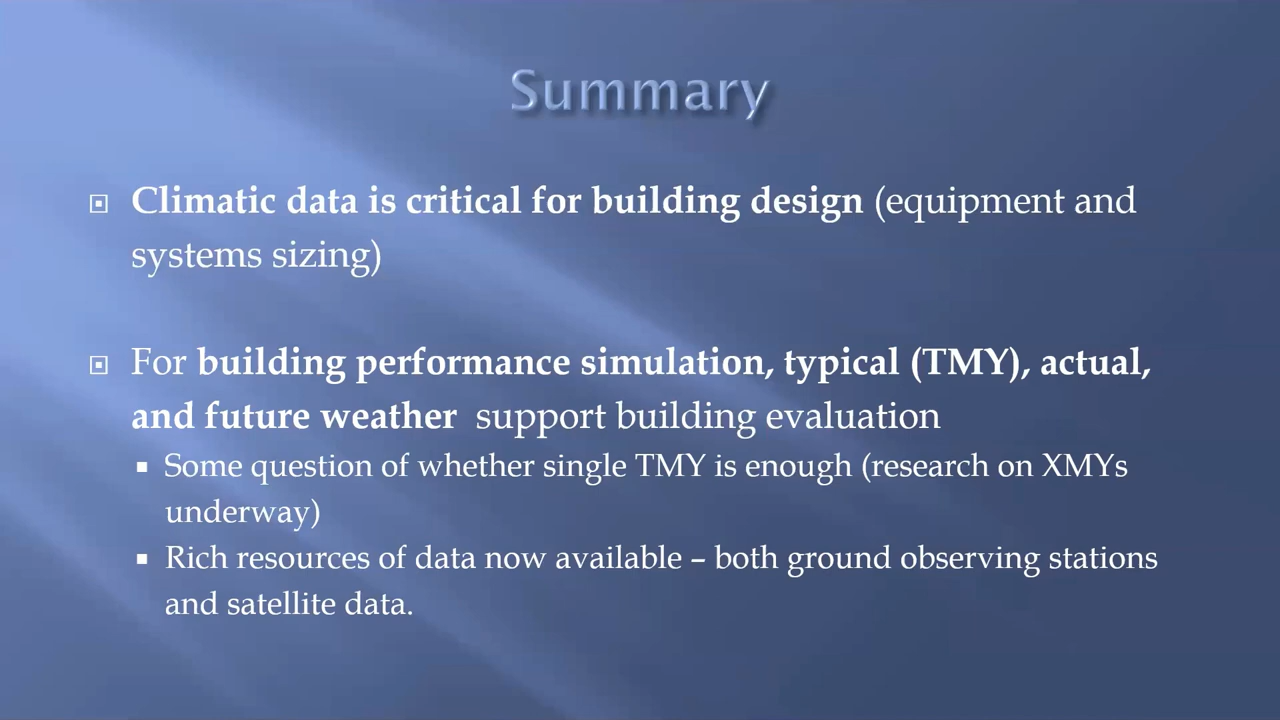 Summary
Climatic data is critical for building design (equipment and
systems sizing)
For building performance simulation, typical (TMY), actual,
and future weather support building evaluation
Some question of whether single TMY is enough (research on XMYs
underway)
Rich resources of data now available – both ground observing stations
and satellite data.